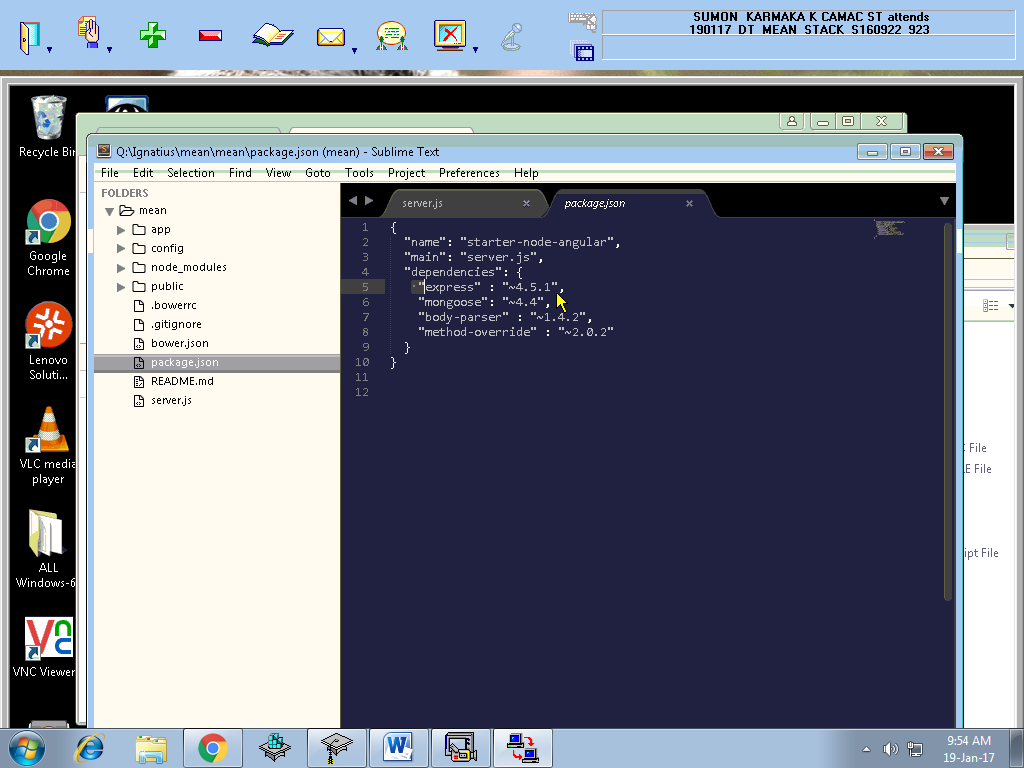 SUMON KARMAKA K CAMAC ST attends
190117 DT MEAN STACK S160922 923
Recycle Bin
Google
Chrome
Lenovo
Soluti...
VLC media
player
ALL
Windows-6
VNC Viewer
Q:\Ignatius\mean\mean\package.json (mean) - Sublime Text
File Edit Selection Find View Goto Tools Project Preferences Help
FOLDERS
mean
app
config
node_modules
public
.bowerrc
.gitignore
bower.json
package.json
README.md
server.js
server.js
package.json
1 {
2 "name": "starter-node-angular",
3 "main": "server.js",
4 "dependencies": {
5 "express" : "~4.5.1",
6 "mongoose": "~4.4",
7 "body-parser" : "~1.4.2",
8 "method-override" : "~2.0.2"
9 }
10 }
11
12
File
E File
ipt File
9:54 AM
19-Jan-17